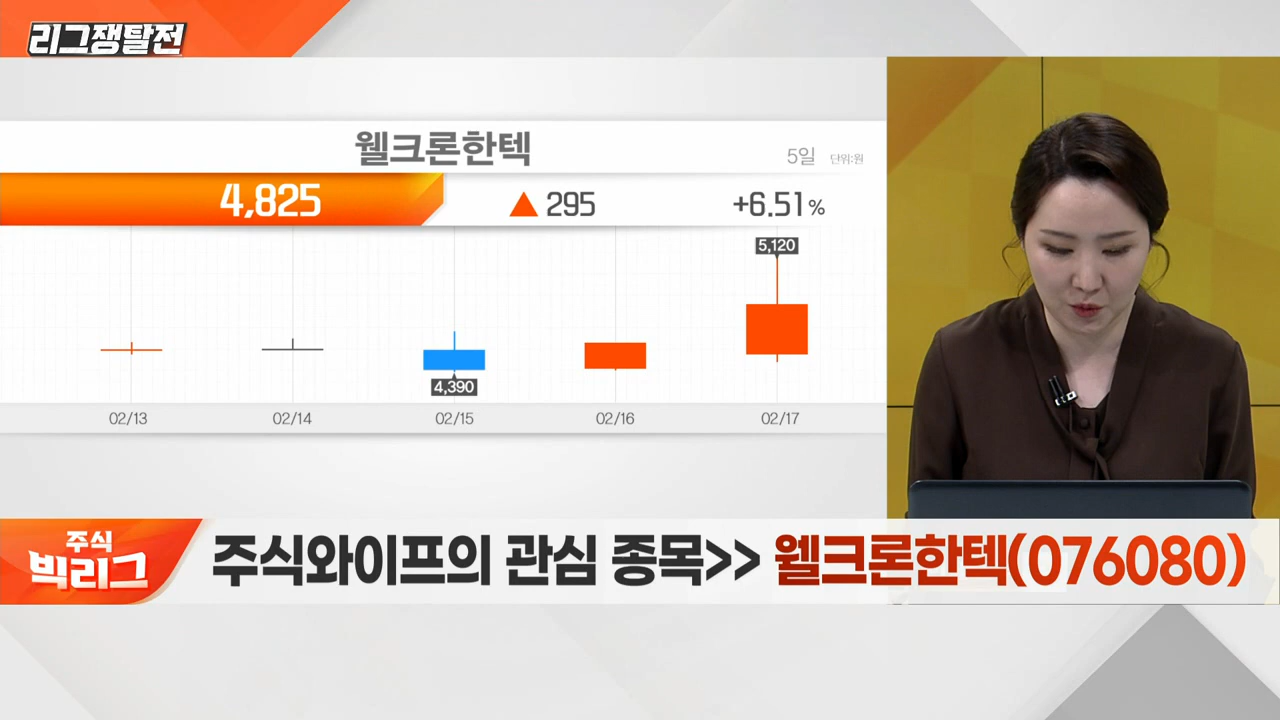 리그쟁탈전
웰크론한텍
5일 단위:원
4,825 ▲ 295 +6.51%
5,120
4,390
02/13 02/14 02/15 02/16 02/17
주식
빅리그
주식와이프의 관심 종목>> 웰크론한텍(076080)